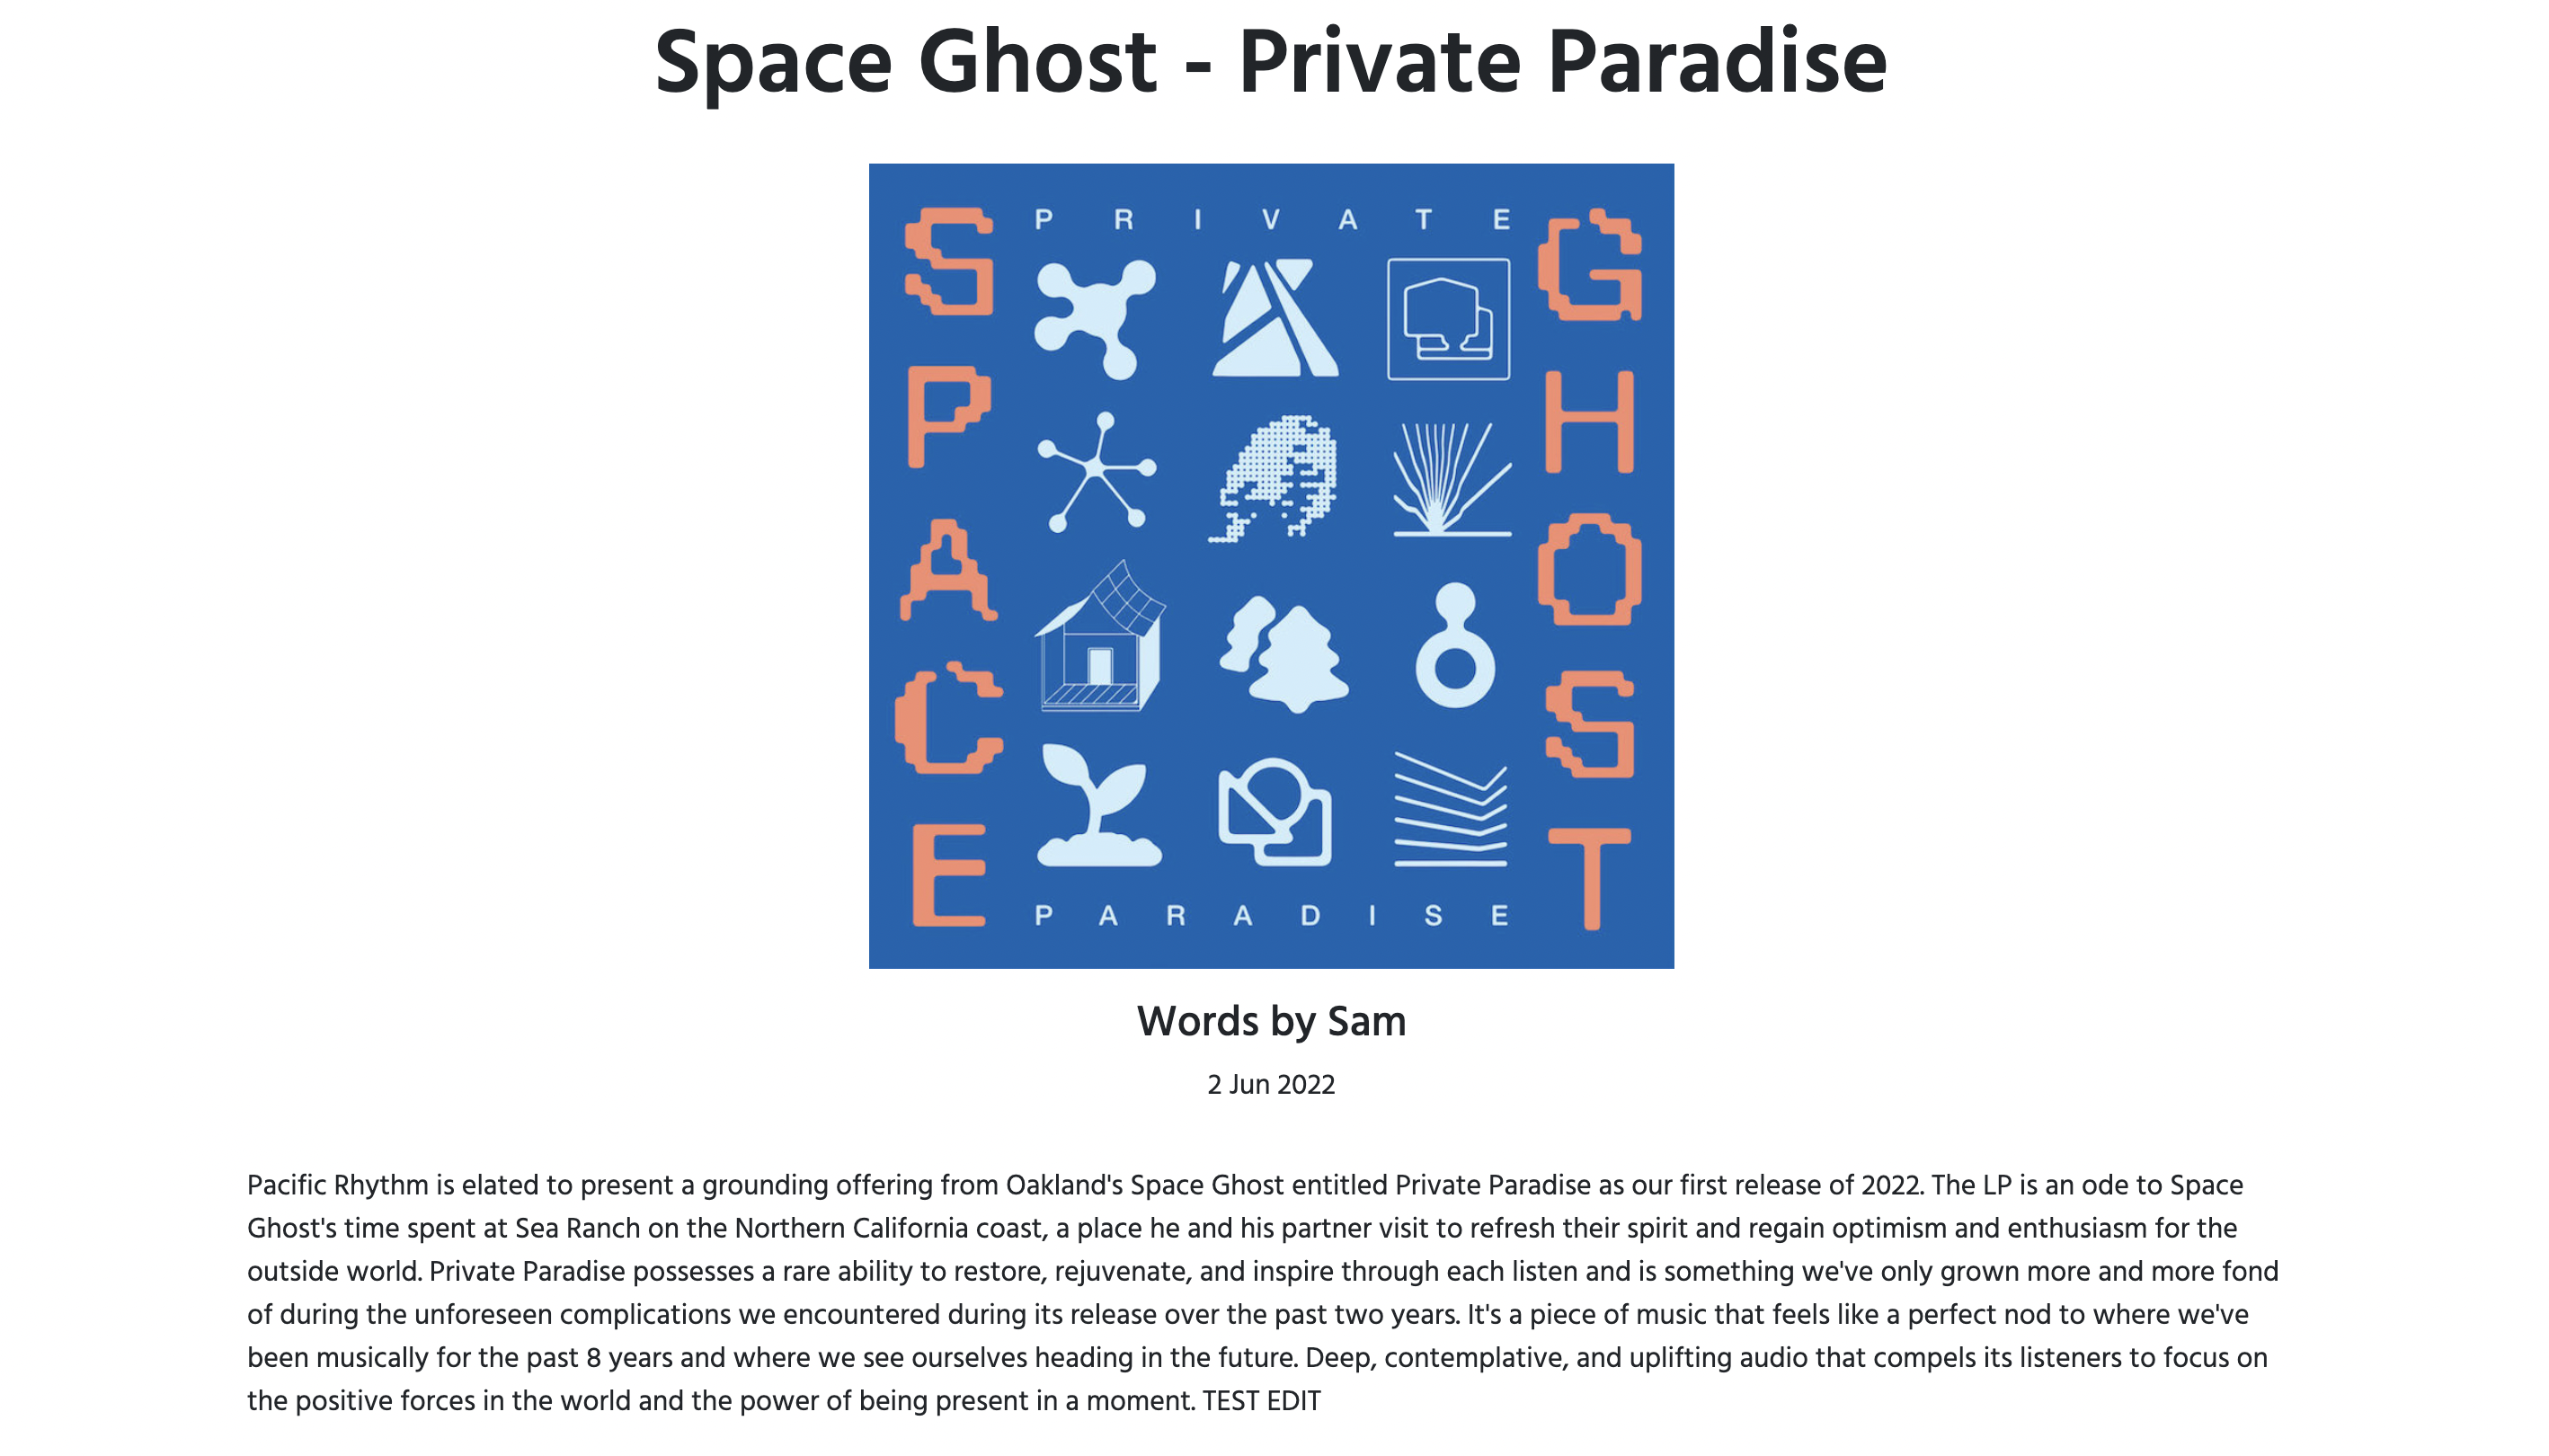 Space Ghost - Private Paradise
PRIVATE
SPACE
GHOST
PARADISE
Words by Sam
2 Jun 2022
Pacific Rhythm is elated to present a grounding offering from Oakland's Space Ghost entitled Private Paradise as our first release of 2022. The LP is an ode to Space
Ghost's time spent at Sea Ranch on the Northern California coast, a place he and his partner visit to refresh their spirit and regain optimism and enthusiasm for the
outside world. Private Paradise possesses a rare ability to restore, rejuvenate, and inspire through each listen and is something we've only grown more and more fond
of during the unforeseen complications we encountered during its release over the past two years. It's a piece of music that feels like a perfect nod to where we've
been musically for the past 8 years and where we see ourselves heading in the future. Deep, contemplative, and uplifting audio that compels its listeners to focus on
the positive forces in the world and the power of being present in a moment. TEST EDIT